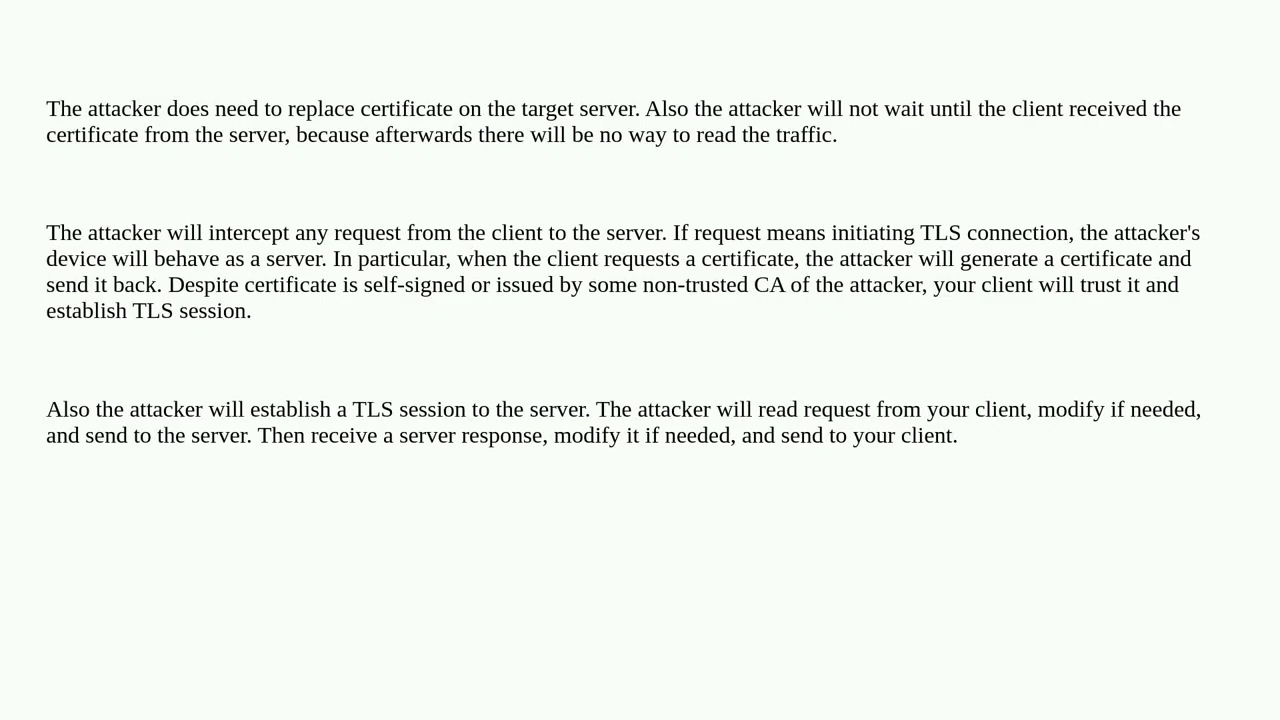 The attacker does need to replace certificate on the target server. Also the attacker will not wait until the client received the
certificate from the server, because afterwards there will be no way to read the traffic.
The attacker will intercept any request from the client to the server. If request means initiating TLS connection, the attacker's
device will behave as a server. In particular, when the client requests a certificate, the attacker will generate a certificate and
send it back. Despite certificate is self-signed or issued by some non-trusted CA of the attacker, your client will trust it and
establish TLS session.
Also the attacker will establish a TLS session to the server. The attacker will read request from your client, modify if needed,
and send to the server. Then receive a server response, modify it if needed, and send to your client.